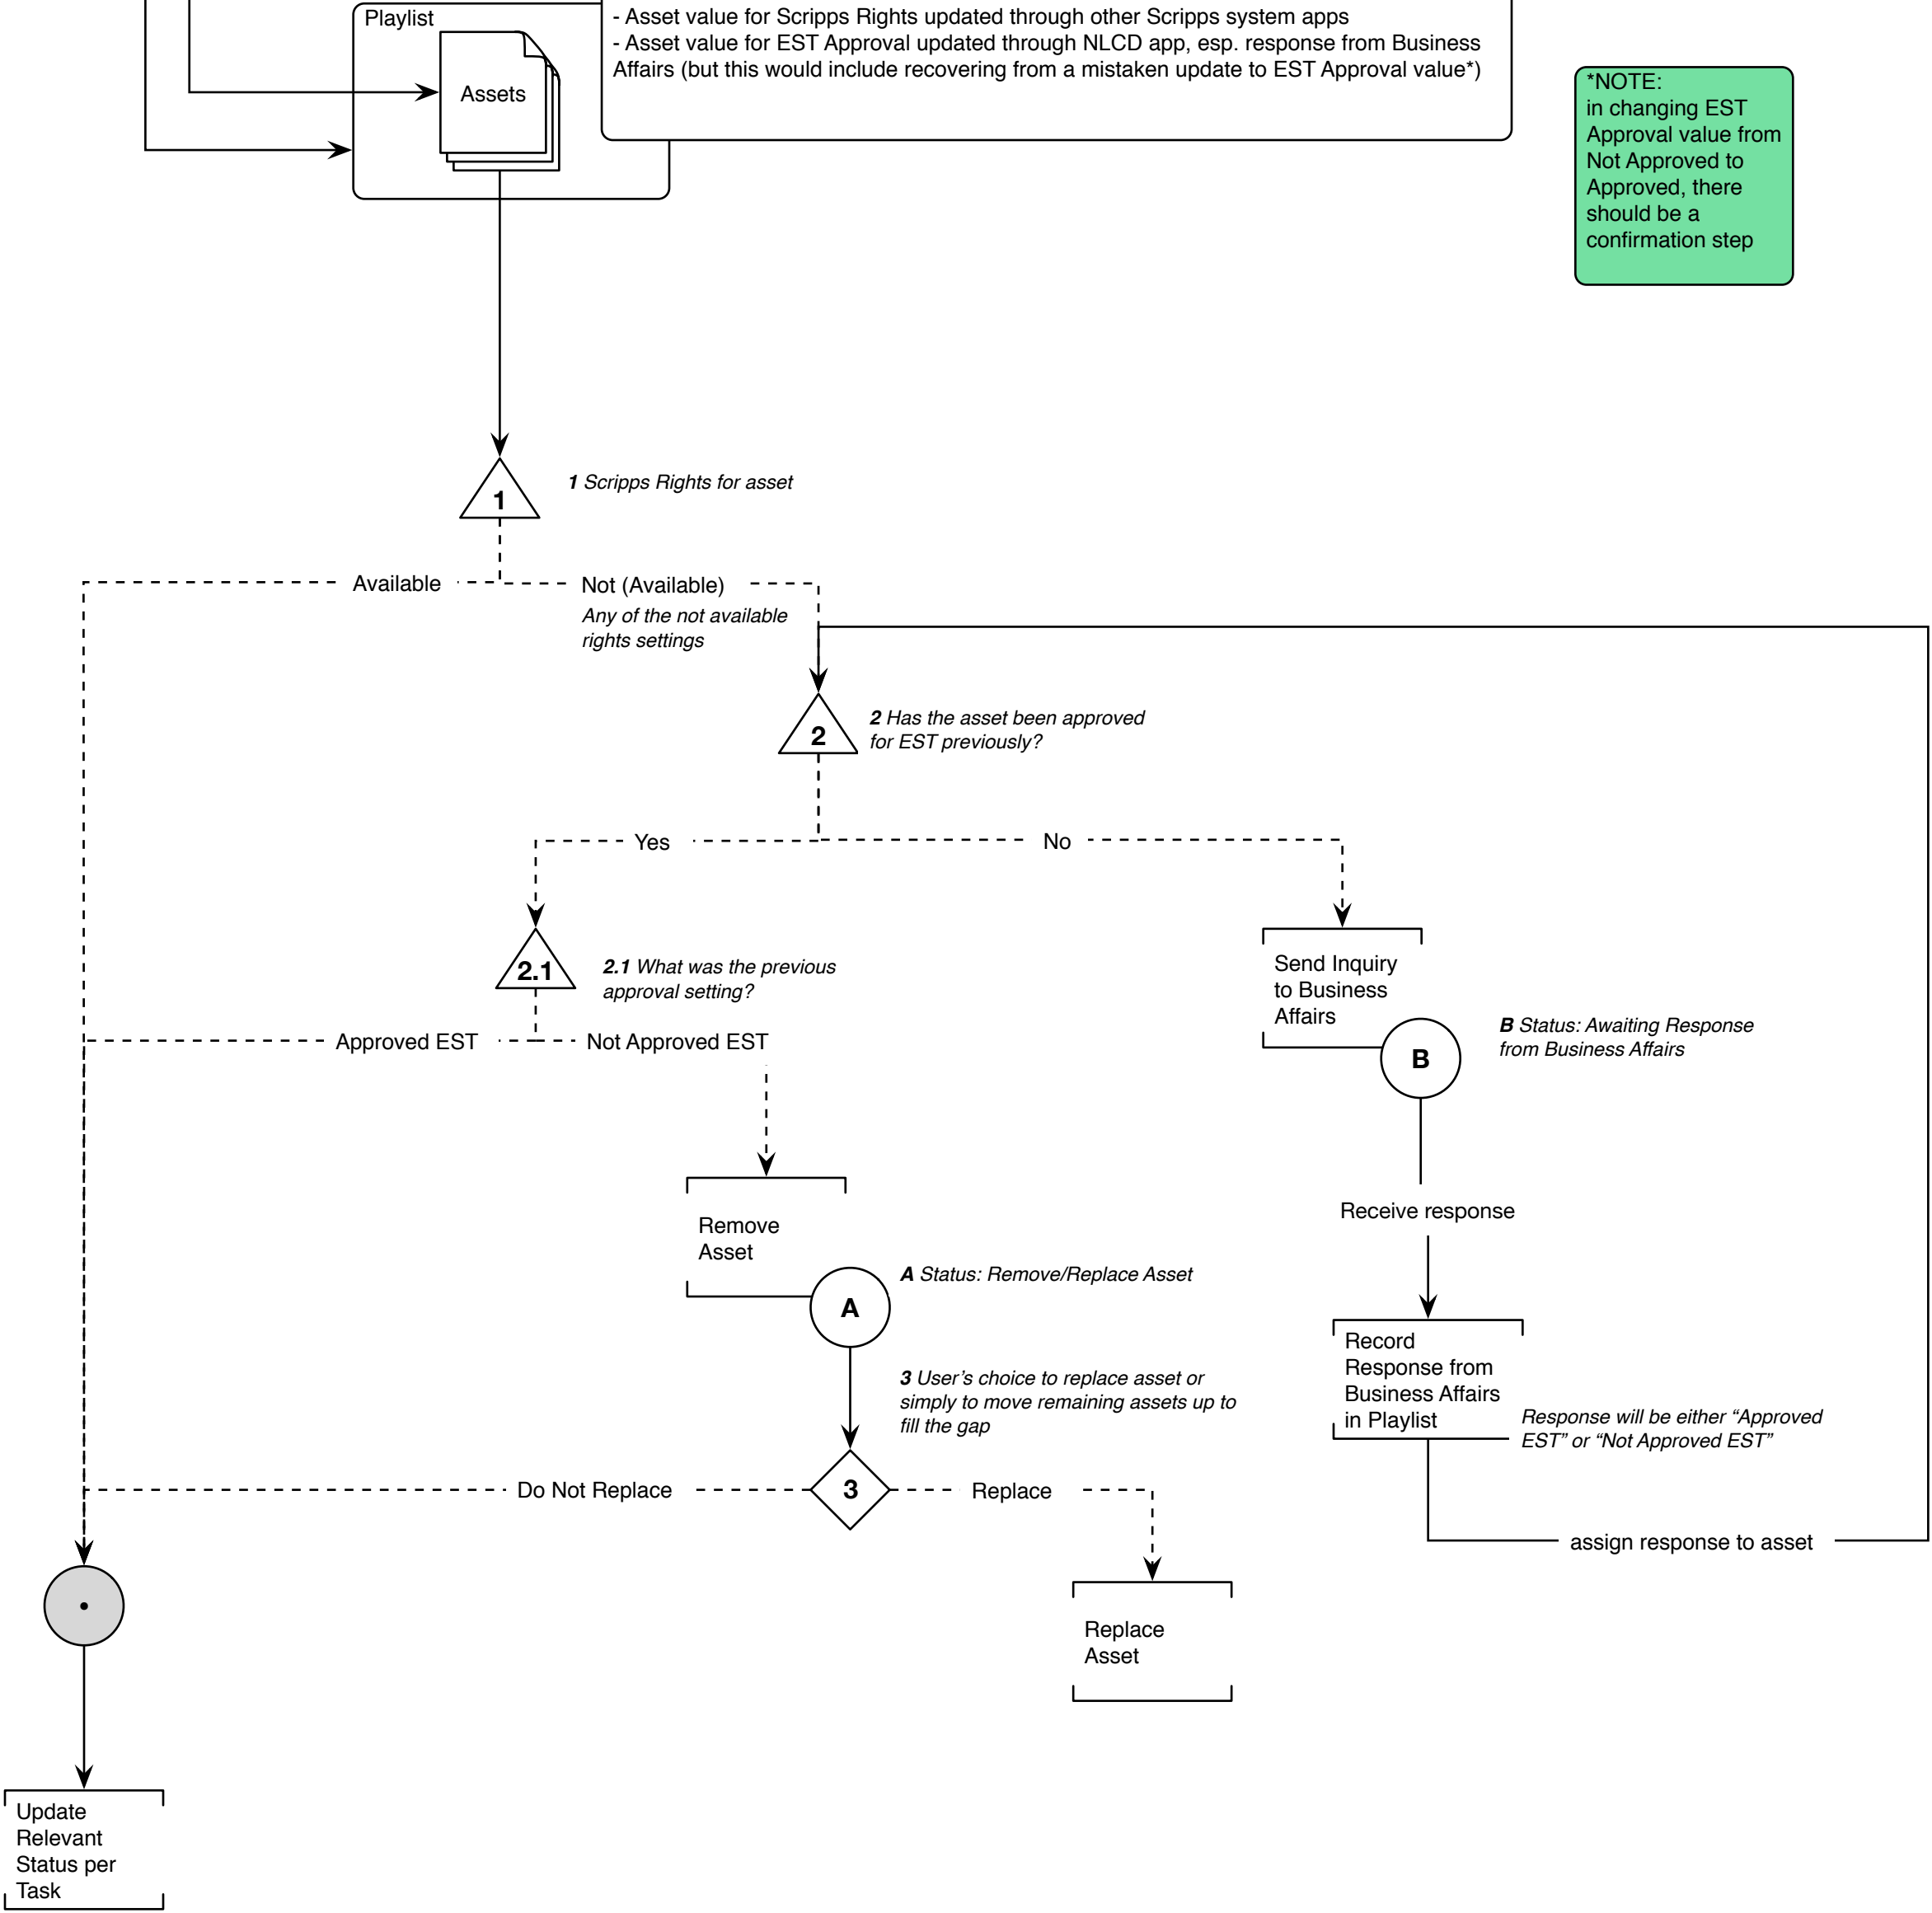 Playlist
Assets
- Asset value for Scripps Rights updated through other Scripps system apps
- Asset value for EST Approval updated through NLCD app, esp. response from Business
Affairs (but this would include recovering from a mistaken update to EST Approval value*)
*NOTE:
in changing EST
Approval value from
Not Approved to
Approved, there
should be a
confirmation step
1
1 Scripps Rights for asset
Available
Not (Available)
Any of the not available
rights settings
2
2 Has the asset been approved
for EST previously?
Yes
No
2.1
2.1 What was the previous
approval setting?
Send Inquiry
to Business
Affairs
B
B Status: Awaiting Response
from Business Affairs
Approved EST
Not Approved EST
Remove
Asset
A
A Status: Remove/Replace Asset
Receive response
3 User’s choice to replace asset or
simply to move remaining assets up to
fill the gap
Record
Response from
Business Affairs
in Playlist
Response will be either “Approved
EST” or “Not Approved EST”
Do Not Replace
3
Replace
assign response to asset
Replace
Asset
Update
Relevant
Status per
Task